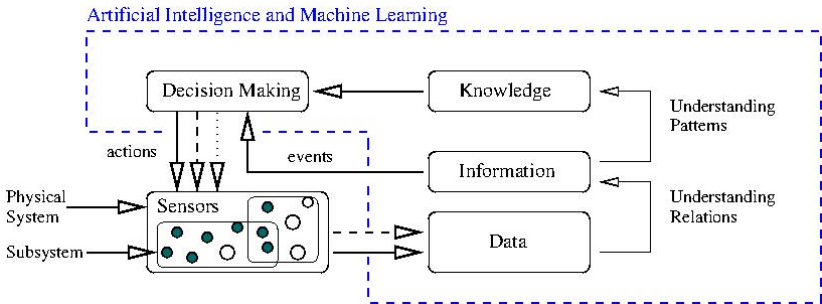 Artificial Intelligence and Machine Learning
Decision Making
Knowledge
Understanding
Patterns
actions
events
Information
Physical
System
Sensors
Understanding
Relations
Subsystem
Data